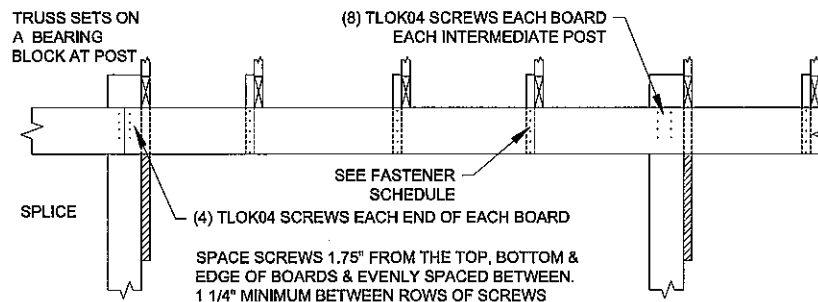 TRUSS SETS ON
A BEARING
BLOCK AT POST
(8) TLOK04 SCREWS EACH BOARD
EACH INTERMEDIATE POST
SEE FASTENER
SCHEDULE
SPLICE
(4) TLOK04 SCREWS EACH END OF EACH BOARD
SPACE SCREWS 1.75" FROM THE TOP, BOTTOM &
EDGE OF BOARDS & EVENLY SPACED BETWEEN.
1 1/4" MINIMUM BETWEEN ROWS OF SCREWS